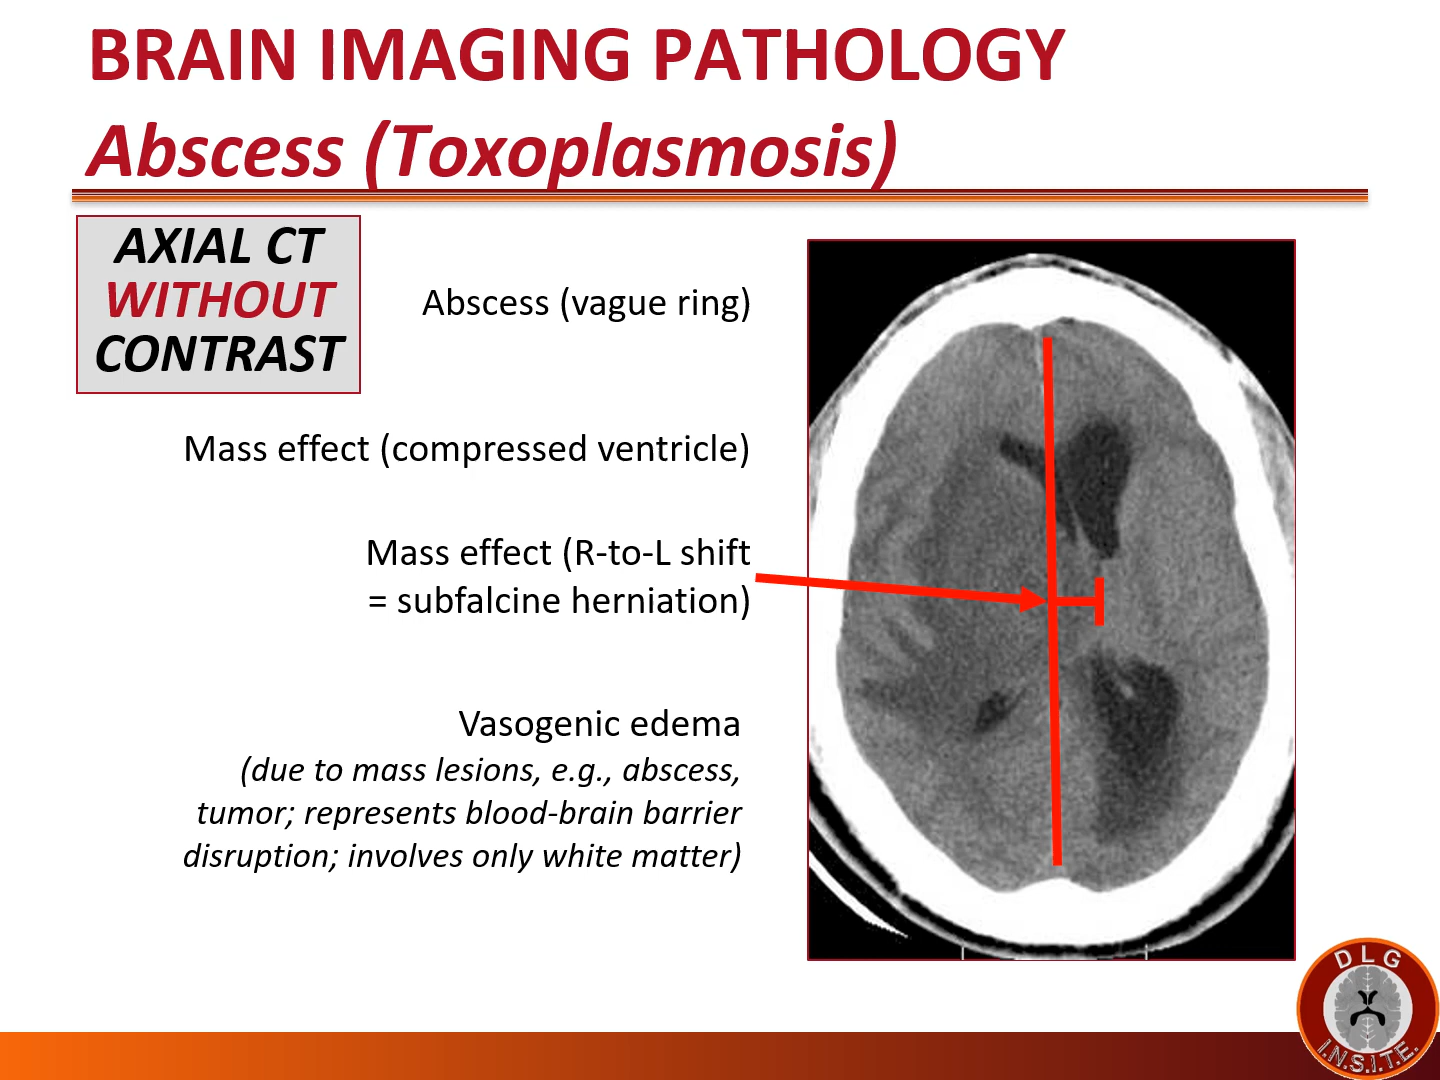 BRAIN IMAGING PATHOLOGY
Abscess (Toxoplasmosis)
AXIAL CT
WITHOUT
CONTRAST
Abscess (vague ring)
Mass effect (compressed ventricle)
Mass effect (R-to-L shift
= subfalcine herniation)
Vasogenic edema
(due to mass lesions, e.g., abscess,
tumor; represents blood-brain barrier
disruption; involves only white matter)
DLG
I.N.S.I.T.E.